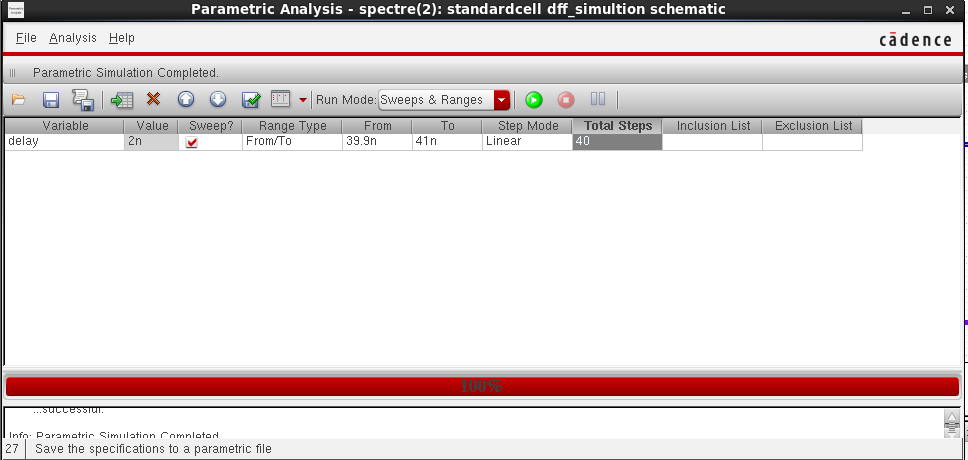 Parametric Analysis - spectre(2): standardcell dff_simultion schematic
File Analysis Help
cādence
Parametric Simulation Completed.
Run Mode: Sweeps & Ranges
Variable Value Sweep? Range Type From To Step Mode Total Steps Inclusion List Exclusion List
delay 2n From/To 39.9n 41n Linear 40
100%
...successful.
Info: Parametric Simulation Completed
27 Save the specifications to a parametric file